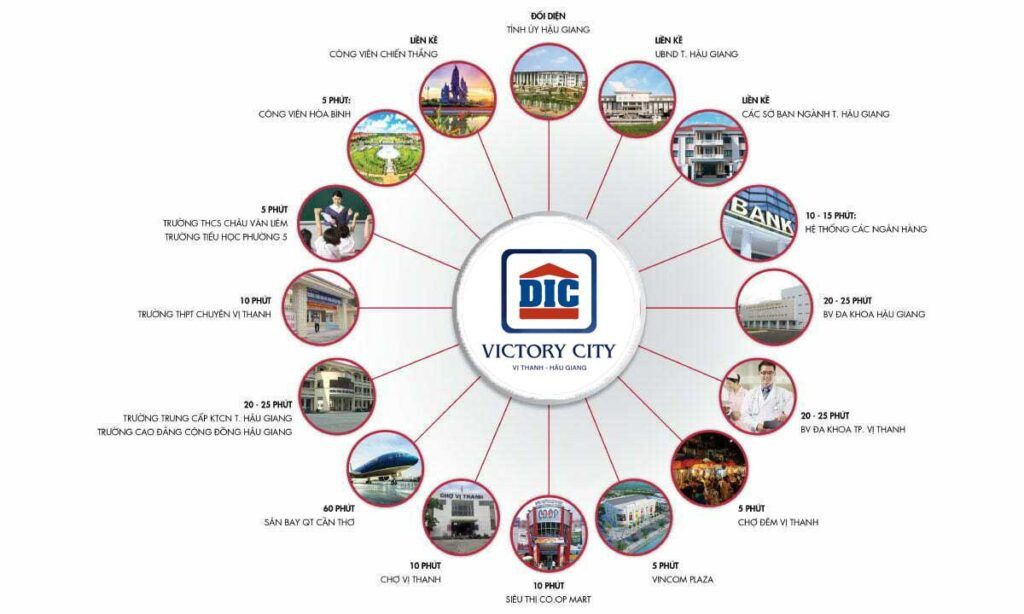 ĐỐI DIỆN
TỈNH ỦY HẬU GIANG
LIỀN KỀ
UBND T. HẬU GIANG
LIỀN KỀ
CÁC SỞ BAN NGÀNH T. HẬU GIANG
10 - 15 PHÚT:
HỆ THỐNG CÁC NGÂN HÀNG
BANK
20 - 25 PHÚT
BV ĐA KHOA HẬU GIANG
20 - 25 PHÚT
BV ĐA KHOA TP. VỊ THANH
5 PHÚT
CHỢ ĐÊM VỊ THANH
5 PHÚT
VINCOM PLAZA
10 PHÚT
SIÊU THỊ CO.OP MART
CO.OP
10 PHÚT
CHỢ VỊ THANH
CHỢ VỊ THANH
60 PHÚT
SÂN BAY QT CẦN THƠ
20 - 25 PHÚT
TRƯỜNG TRUNG CẤP KTCN T. HẬU GIANG
TRƯỜNG CAO ĐẲNG CỘNG ĐỒNG HẬU GIANG
10 PHÚT
TRƯỜNG THPT CHUYÊN VỊ THANH
5 PHÚT
TRƯỜNG THCS CHÂU VĂN LIÊM
TRƯỜNG TIỂU HỌC PHƯỜNG 5
5 PHÚT:
CÔNG VIÊN HÒA BÌNH
LIỀN KỀ
CÔNG VIÊN CHIẾN THẮNG
DIC
VICTORY CITY
VỊ THANH - HẬU GIANG